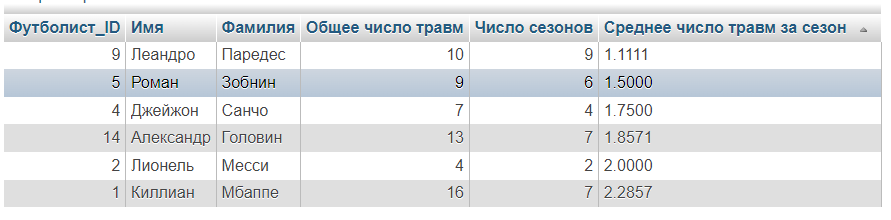 Футболист_ID Имя Фамилия Общее число травм Число сезонов Среднее число травм за сезон
9 Леандро Паредес 10 9 1.1111
5 Роман Зобнин 9 6 1.5000
4 Джейжон Санчо 7 4 1.7500
14 Александр Головин 13 7 1.8571
2 Лионель Месси 4 2 2.0000
1 Киллиан Мбаппе 16 7 2.2857